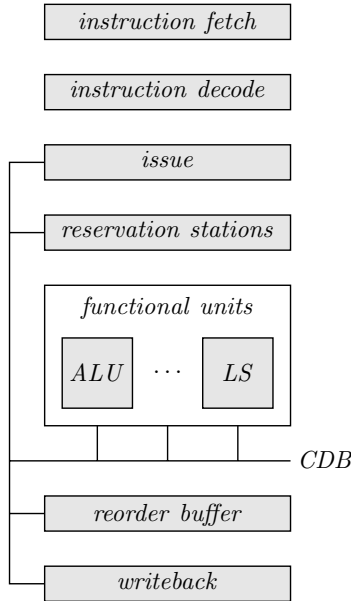 instruction fetch
instruction decode
issue
reservation stations
functional units
ALU ··· LS
CDB
reorder buffer
writeback